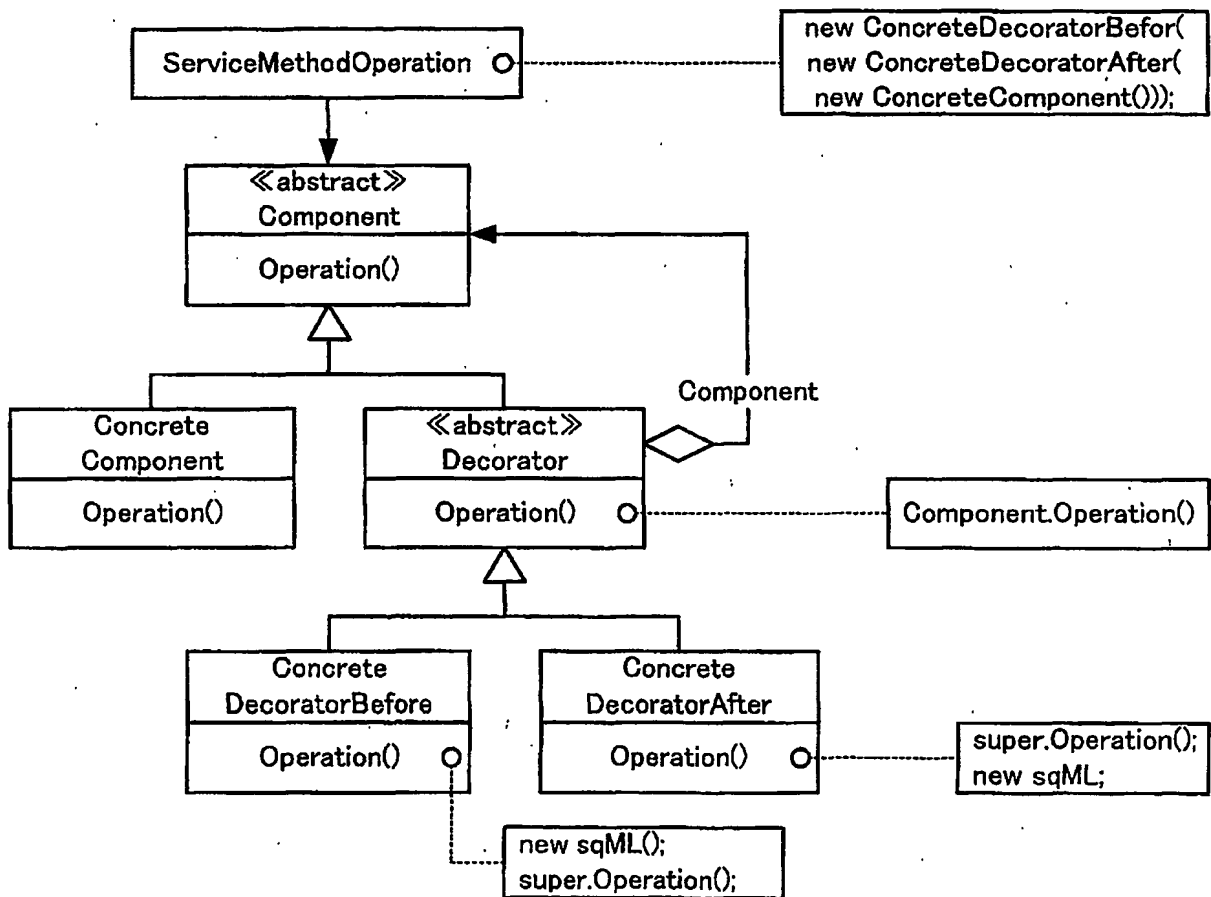 ServiceMethodOperation
new ConcreteDecoratorBefor(
new ConcreteDecoratorAfter(
new ConcreteComponent()));
≪abstract≫
Component
Operation()
Component
Concrete
Component
Operation()
≪abstract≫
Decorator
Operation()
Component.Operation()
Concrete
DecoratorBefore
Operation()
Concrete
DecoratorAfter
Operation()
super.Operation();
new sqML;
new sqML();
super.Operation();